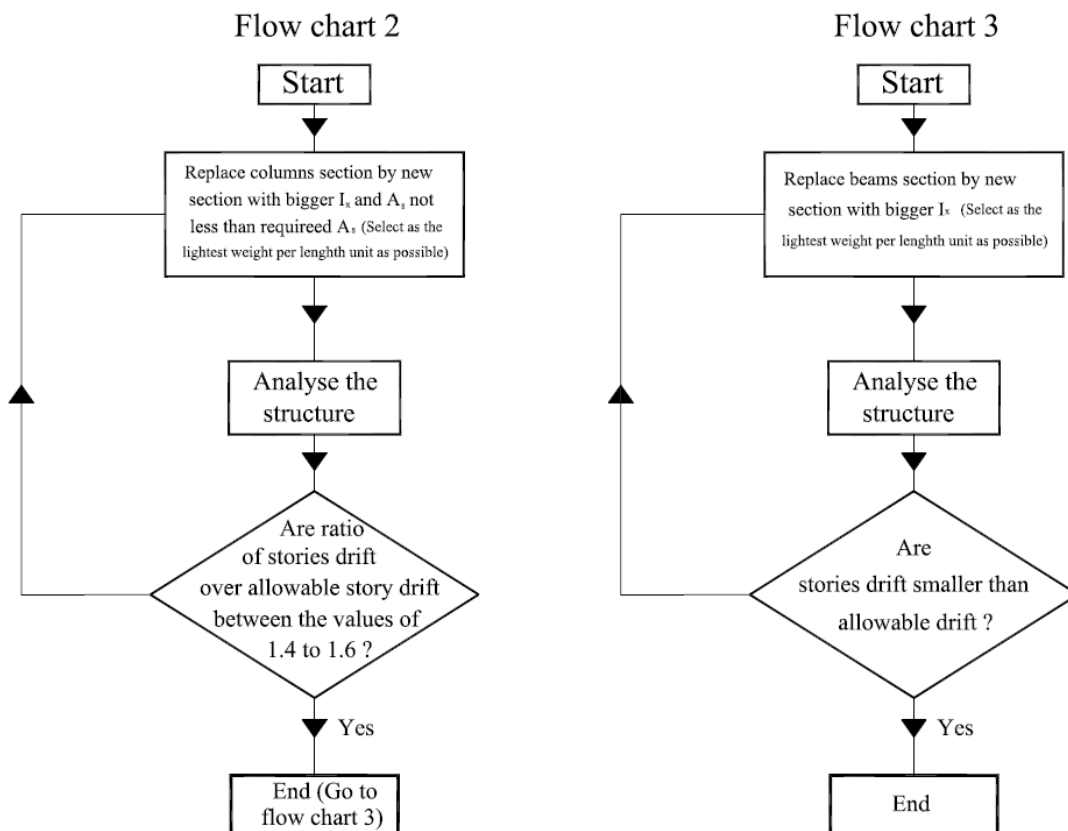 Flow chart 2
Start
Replace columns section by new
section with bigger Ix and As not
less than requireed As (Select as the
lightest weight per lenghth unit as possible)
Analyse the
structure
Are ratio
of stories drift
over allowable story drift
between the values of
1.4 to 1.6 ?
Yes
End (Go to
flow chart 3)
Flow chart 3
Start
Replace beams section by new
section with bigger Ix (Select as the
lightest weight per lenghth unit as possible)
Analyse the
structure
Are
stories drift smaller than
allowable drift ?
Yes
End